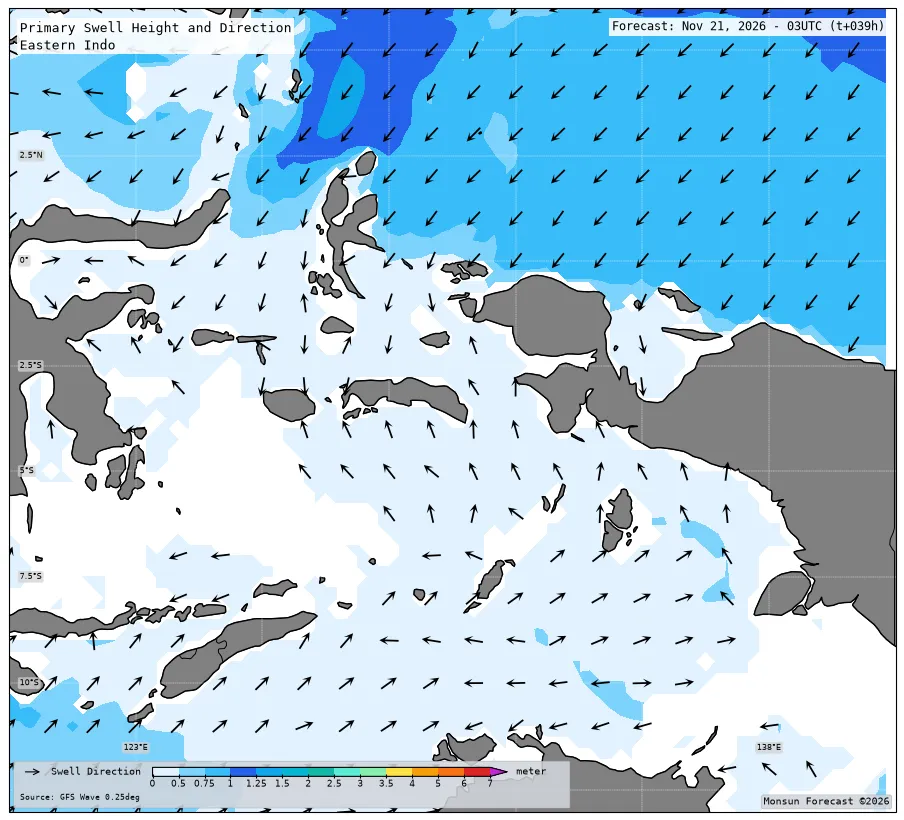 Primary Swell Height and Direction
Eastern Indo
Forecast: Nov 21, 2026 - 03UTC (t+039h)
2.5°N
0°
2.5°S
5°S
7.5°S
10°S
123°E
138°E
Swell Direction
0 0.5 0.75 1 1.25 1.5 2 2.5 3 3.5 4 5 6 7
meter
Source: GFS Wave 0.25deg
Monsun Forecast ©2026